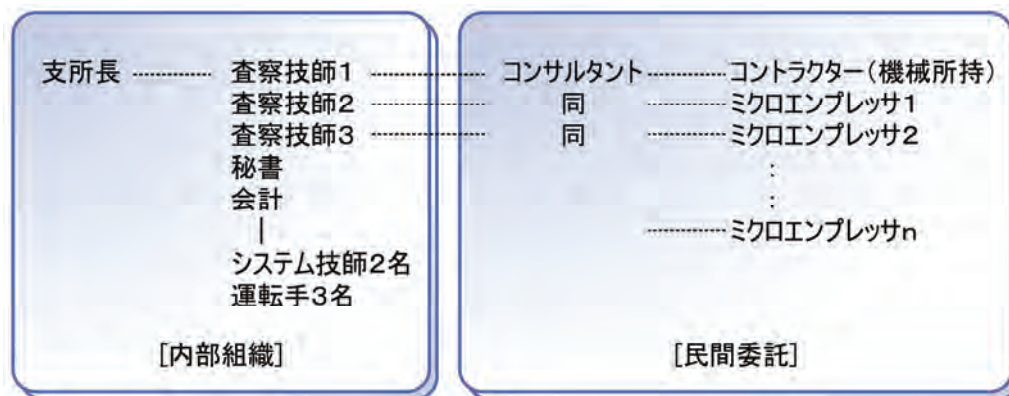 支所長 査察技師1 コンサルタント コントラクター(機械所持)
査察技師2 同 ミクロエンプレッサ1
査察技師3 同 ミクロエンプレッサ2
秘書 :
会計 :
| ミクロエンプレッサn
システム技師2名
運転手3名
[内部組織] [民間委託]